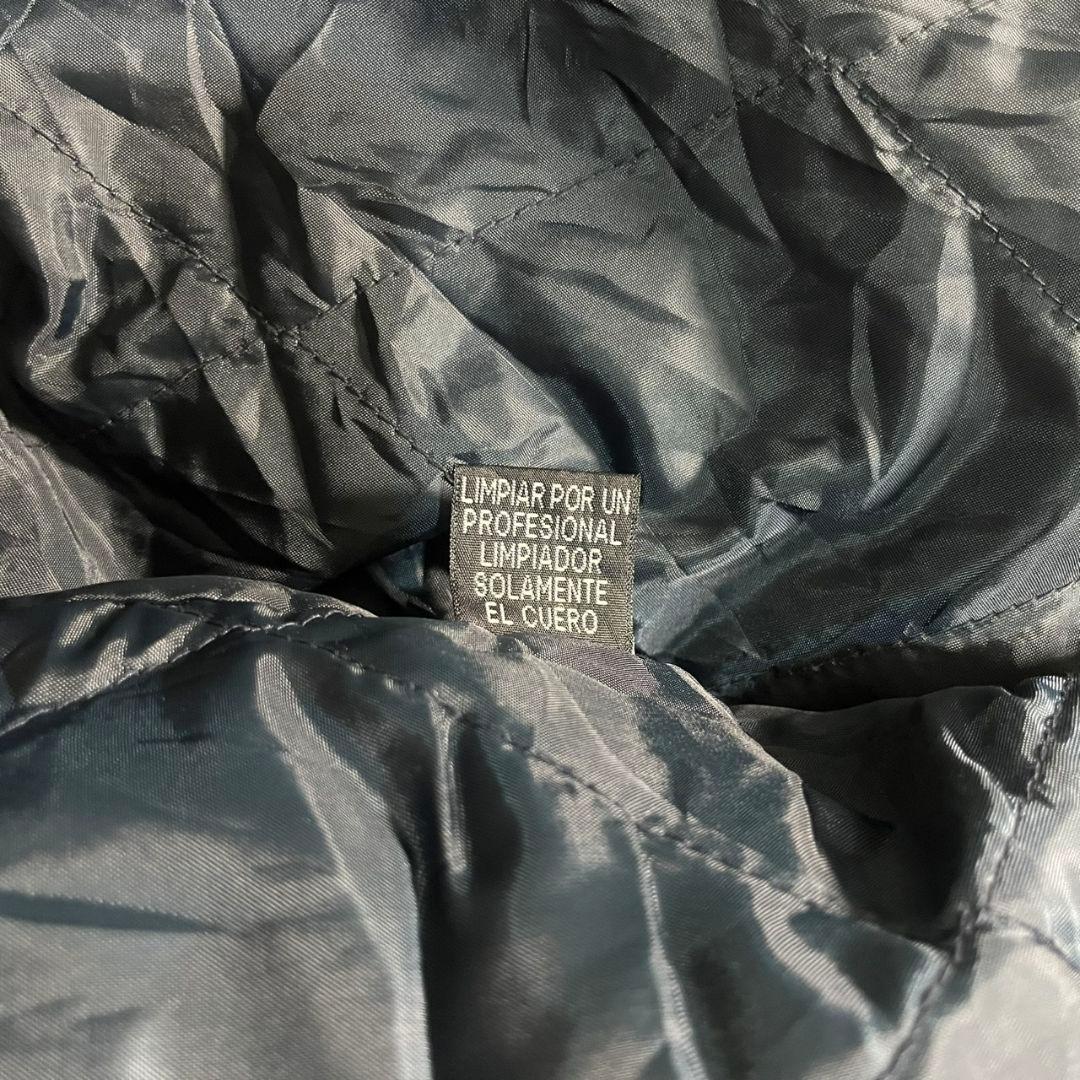 LIMPIAR POR UN
PROFESIONAL
LIMPIADOR
SOLAMENTE
EL CUERO